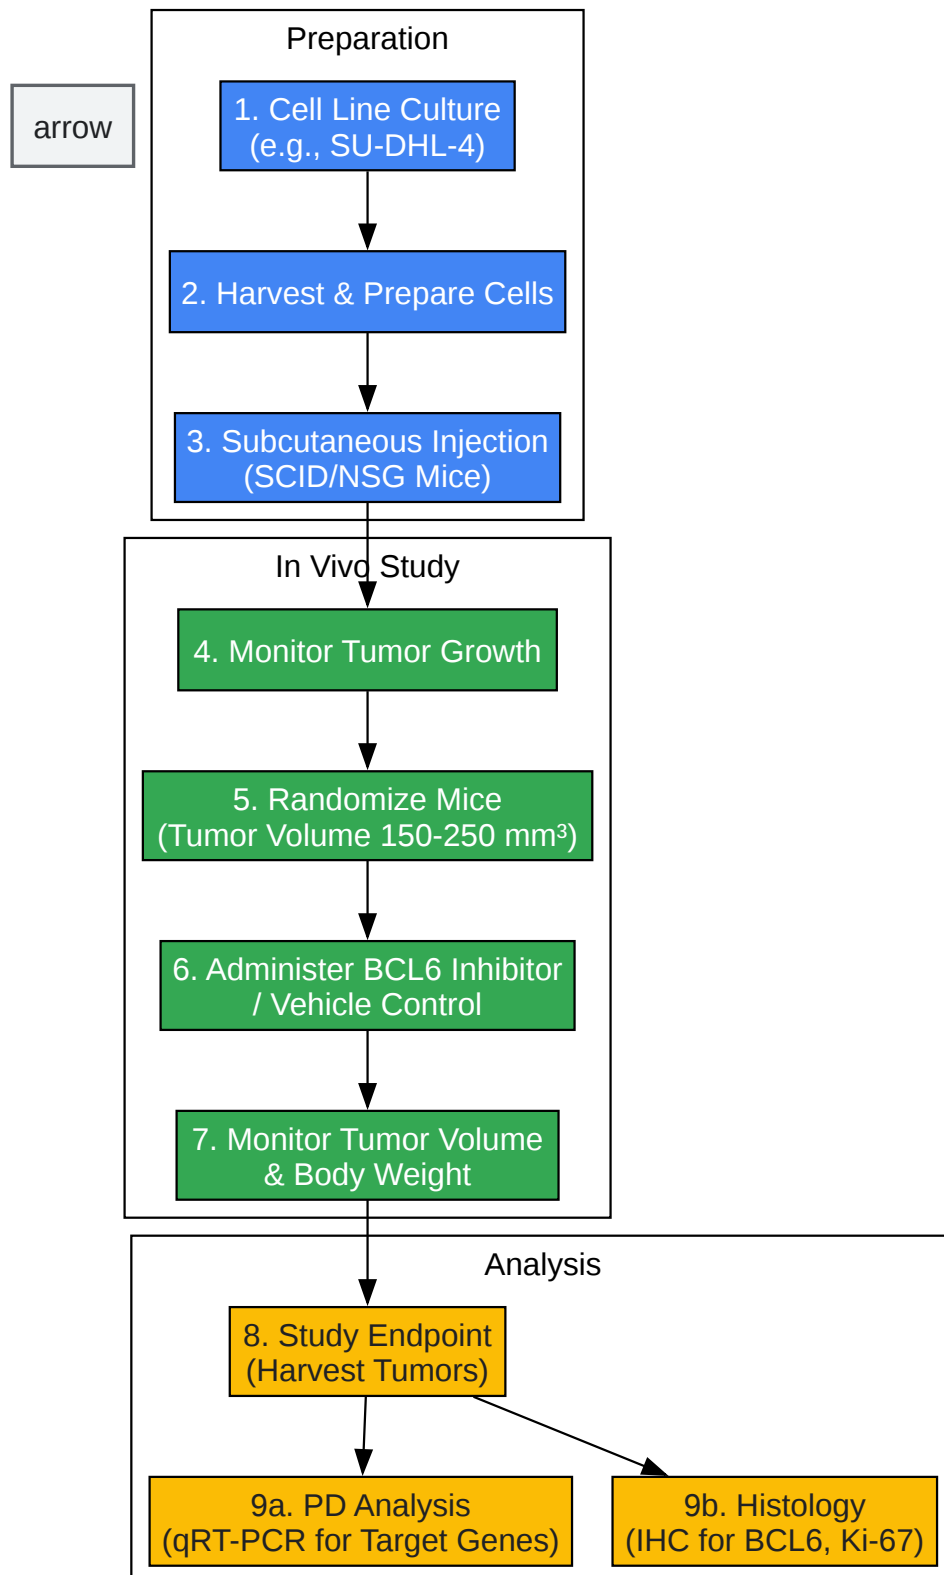 Preparation
arrow
1. Cell Line Culture
(e.g., SU-DHL-4)
2. Harvest & Prepare Cells
3. Subcutaneous Injection
(SCID/NSG Mice)
In Vivo Study
4. Monitor Tumor Growth
5. Randomize Mice
(Tumor Volume 150-250 mm³)
6. Administer BCL6 Inhibitor
/ Vehicle Control
7. Monitor Tumor Volume
& Body Weight
Analysis
8. Study Endpoint
(Harvest Tumors)
9a. PD Analysis
(qRT-PCR for Target Genes)
9b. Histology
(IHC for BCL6, Ki-67)